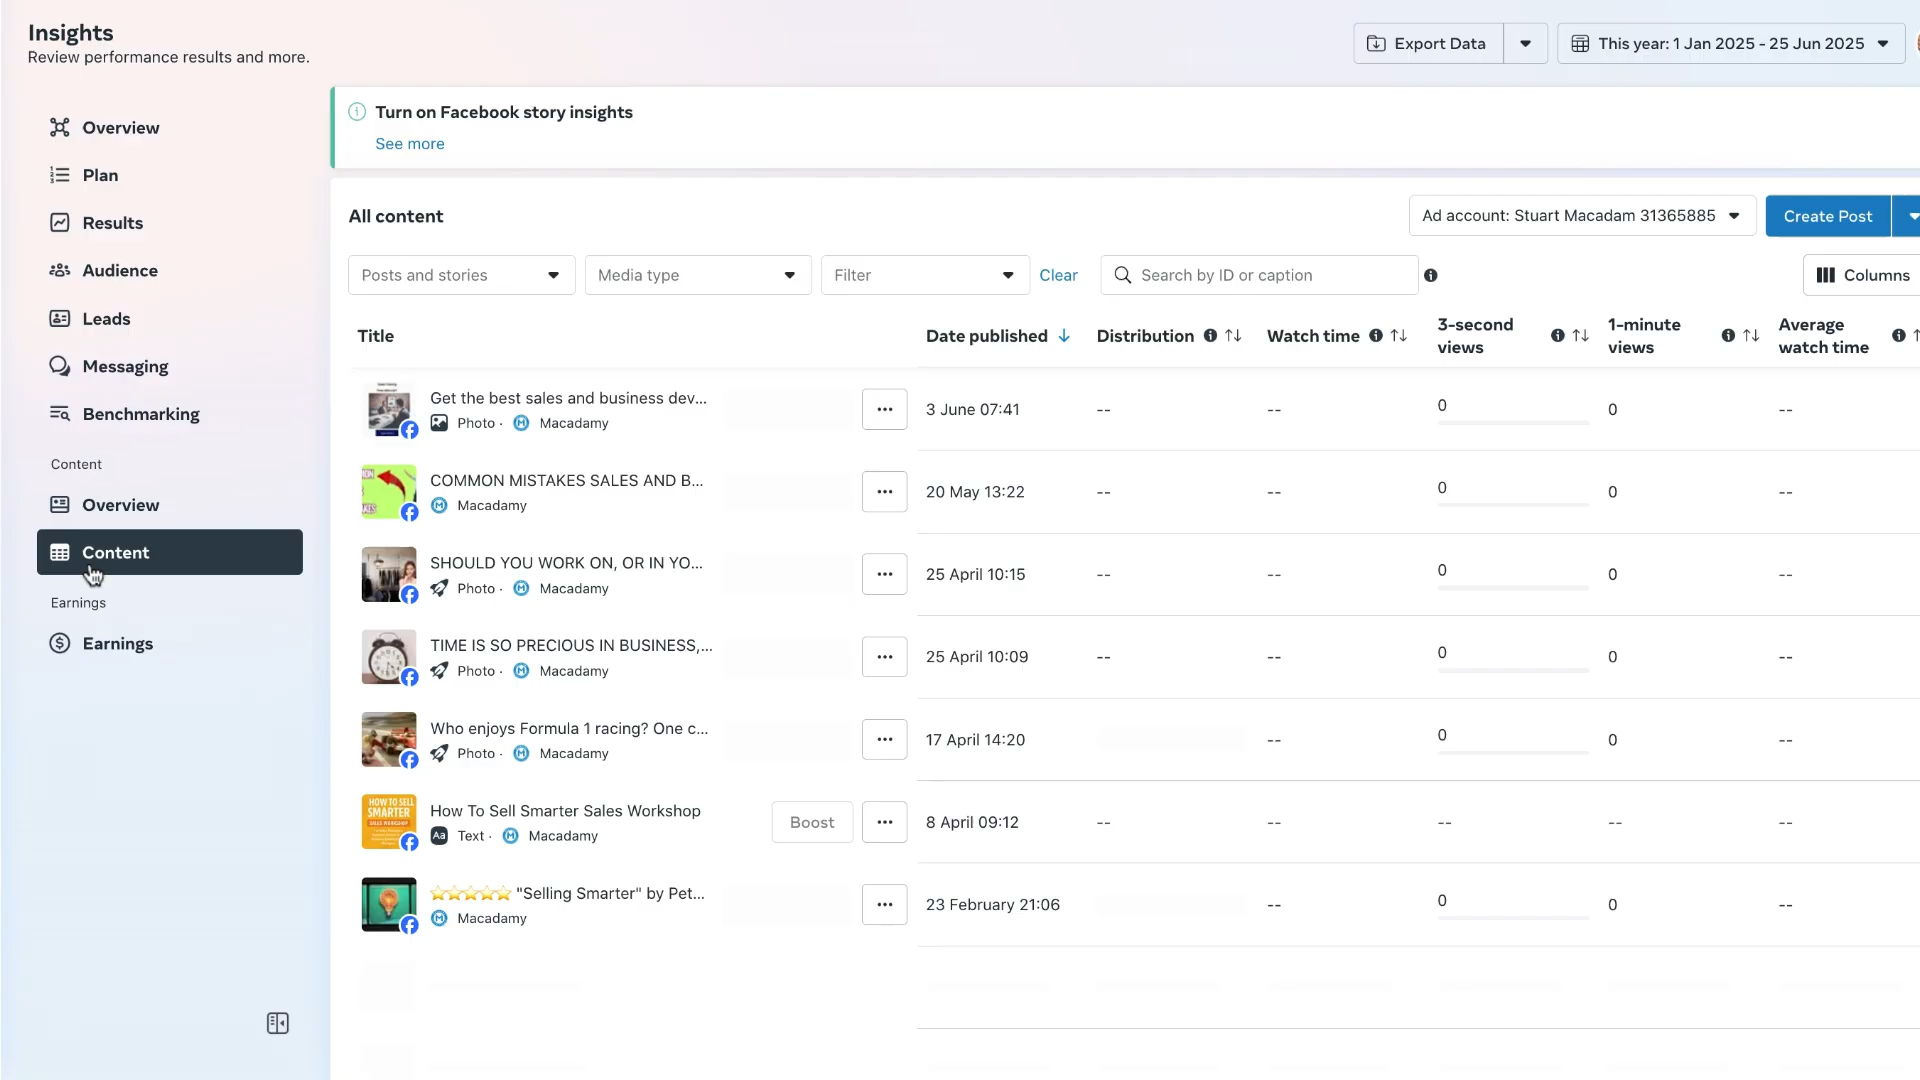 Insights
Review performance results and more.
Export Data
This year: 1 Jan 2025 - 25 Jun 2025
Overview
Plan
Results
Audience
Leads
Messaging
Benchmarking
Content
Overview
Content
Earnings
Earnings
Turn on Facebook story insights
See more
All content
Ad account: Stuart Macadam 31365885
Create Post
Posts and stories
Media type
Filter
Clear
Search by ID or caption
Columns
Title
Date published
Distribution
Watch time
3-second views
1-minute views
Average watch time
Get the best sales and business dev...
Photo · Macadamy
3 June 07:41 -- -- 0 0 --
COMMON MISTAKES SALES AND B...
Macadamy
20 May 13:22 -- -- 0 0 --
SHOULD YOU WORK ON, OR IN YO...
Photo · Macadamy
25 April 10:15 -- -- 0 0 --
TIME IS SO PRECIOUS IN BUSINESS,...
Photo · Macadamy
25 April 10:09 -- -- 0 0 --
Who enjoys Formula 1 racing? One c...
Photo · Macadamy
17 April 14:20 -- 0 0 --
HOW TO SELL
SMARTER
SALES WORKSHOP
How To Sell Smarter Sales Workshop
Aa Text · Macadamy
Boost
8 April 09:12 -- -- -- -- --
⭐⭐⭐⭐⭐ "Selling Smarter" by Pet...
Macadamy
23 February 21:06 -- 0 0 --